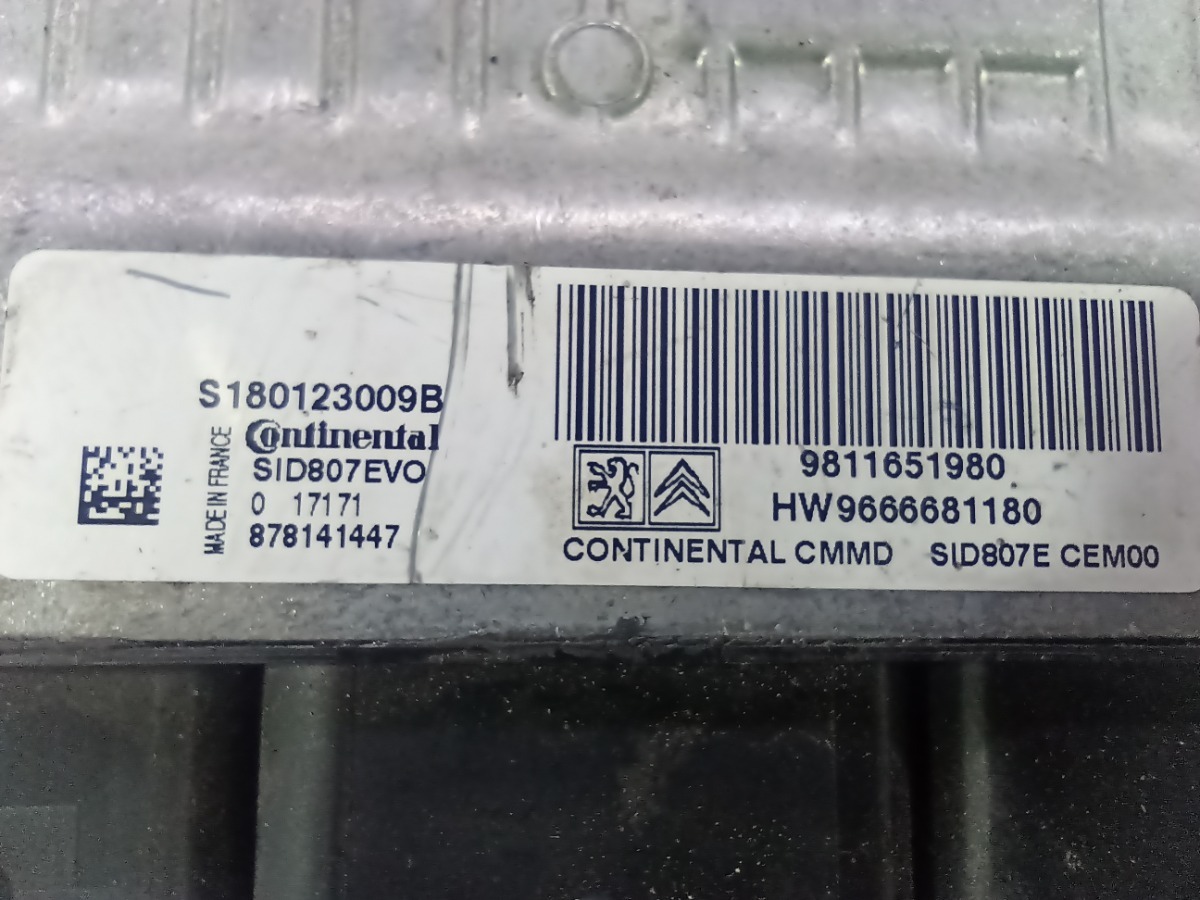 S180123009B
MADE IN FRANCE
Continental
SID807EVO
0 17171
878141447
9811651980
HW9666681180
CONTINENTAL CMMD SID807E CEM00